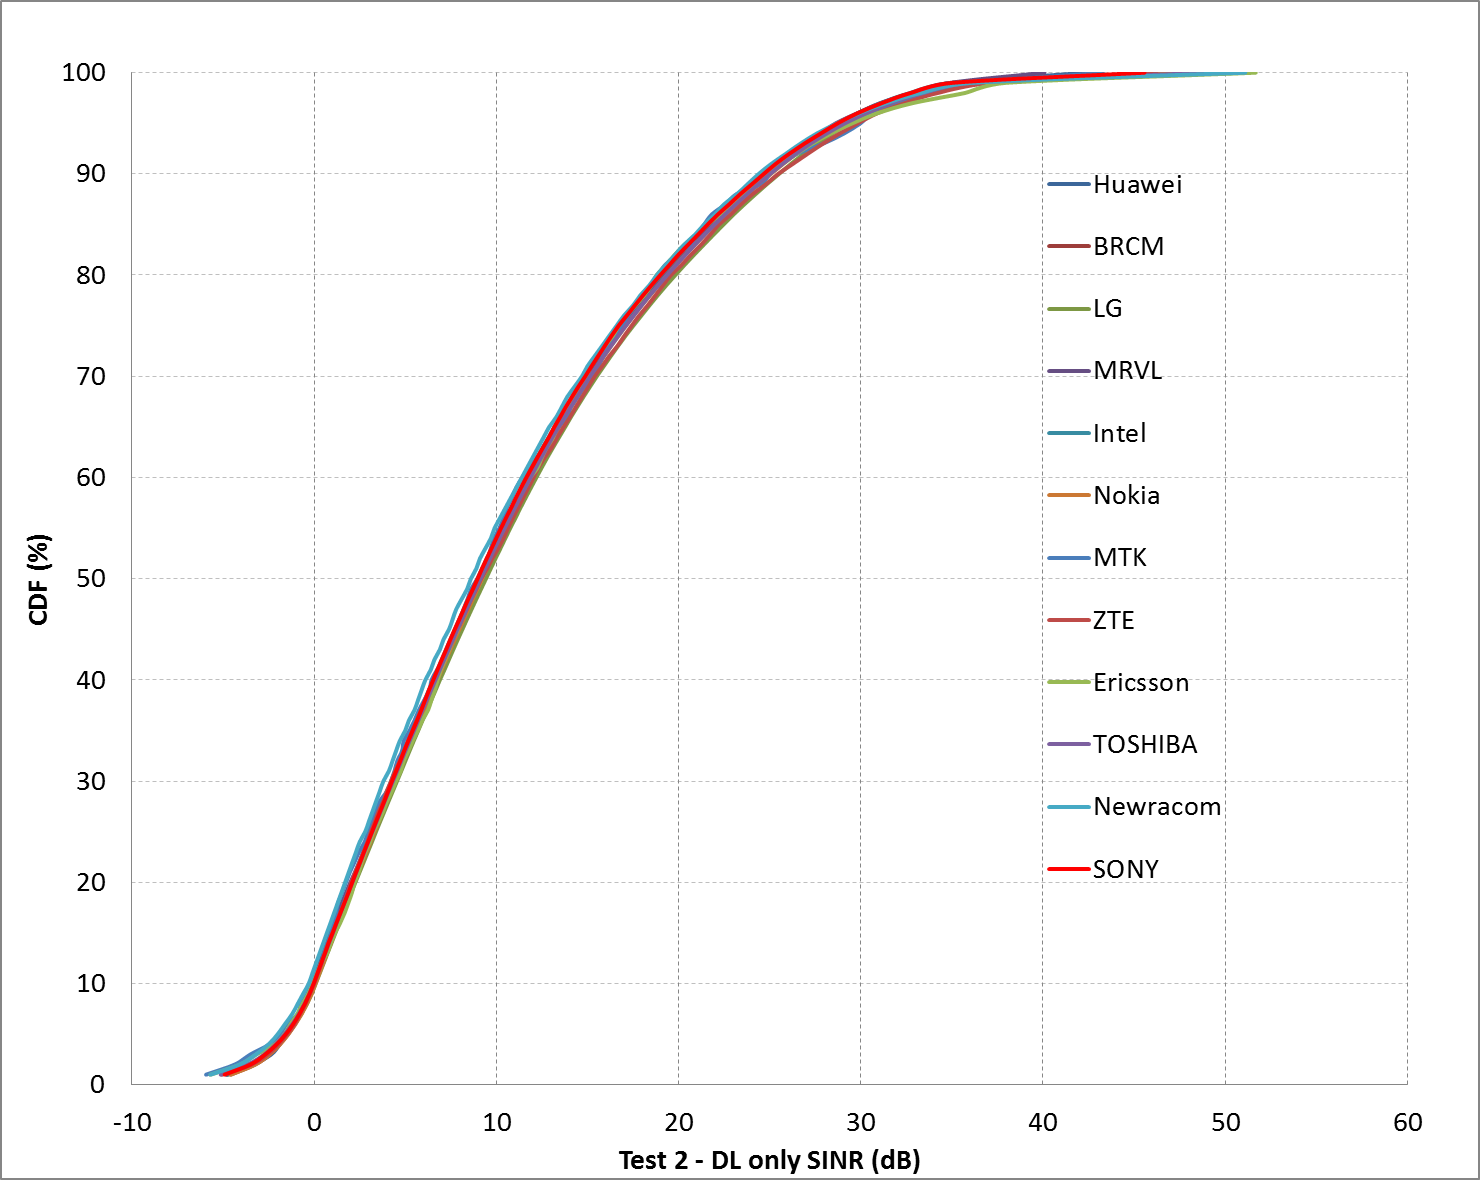 100
90
80
70
60
50
40
30
20
10
0
CDF (%)
-10 0 10 20 30 40 50 60
Test 2 - DL only SINR (dB)
Huawei
BRCM
LG
MRVL
Intel
Nokia
MTK
ZTE
Ericsson
TOSHIBA
Newracom
SONY